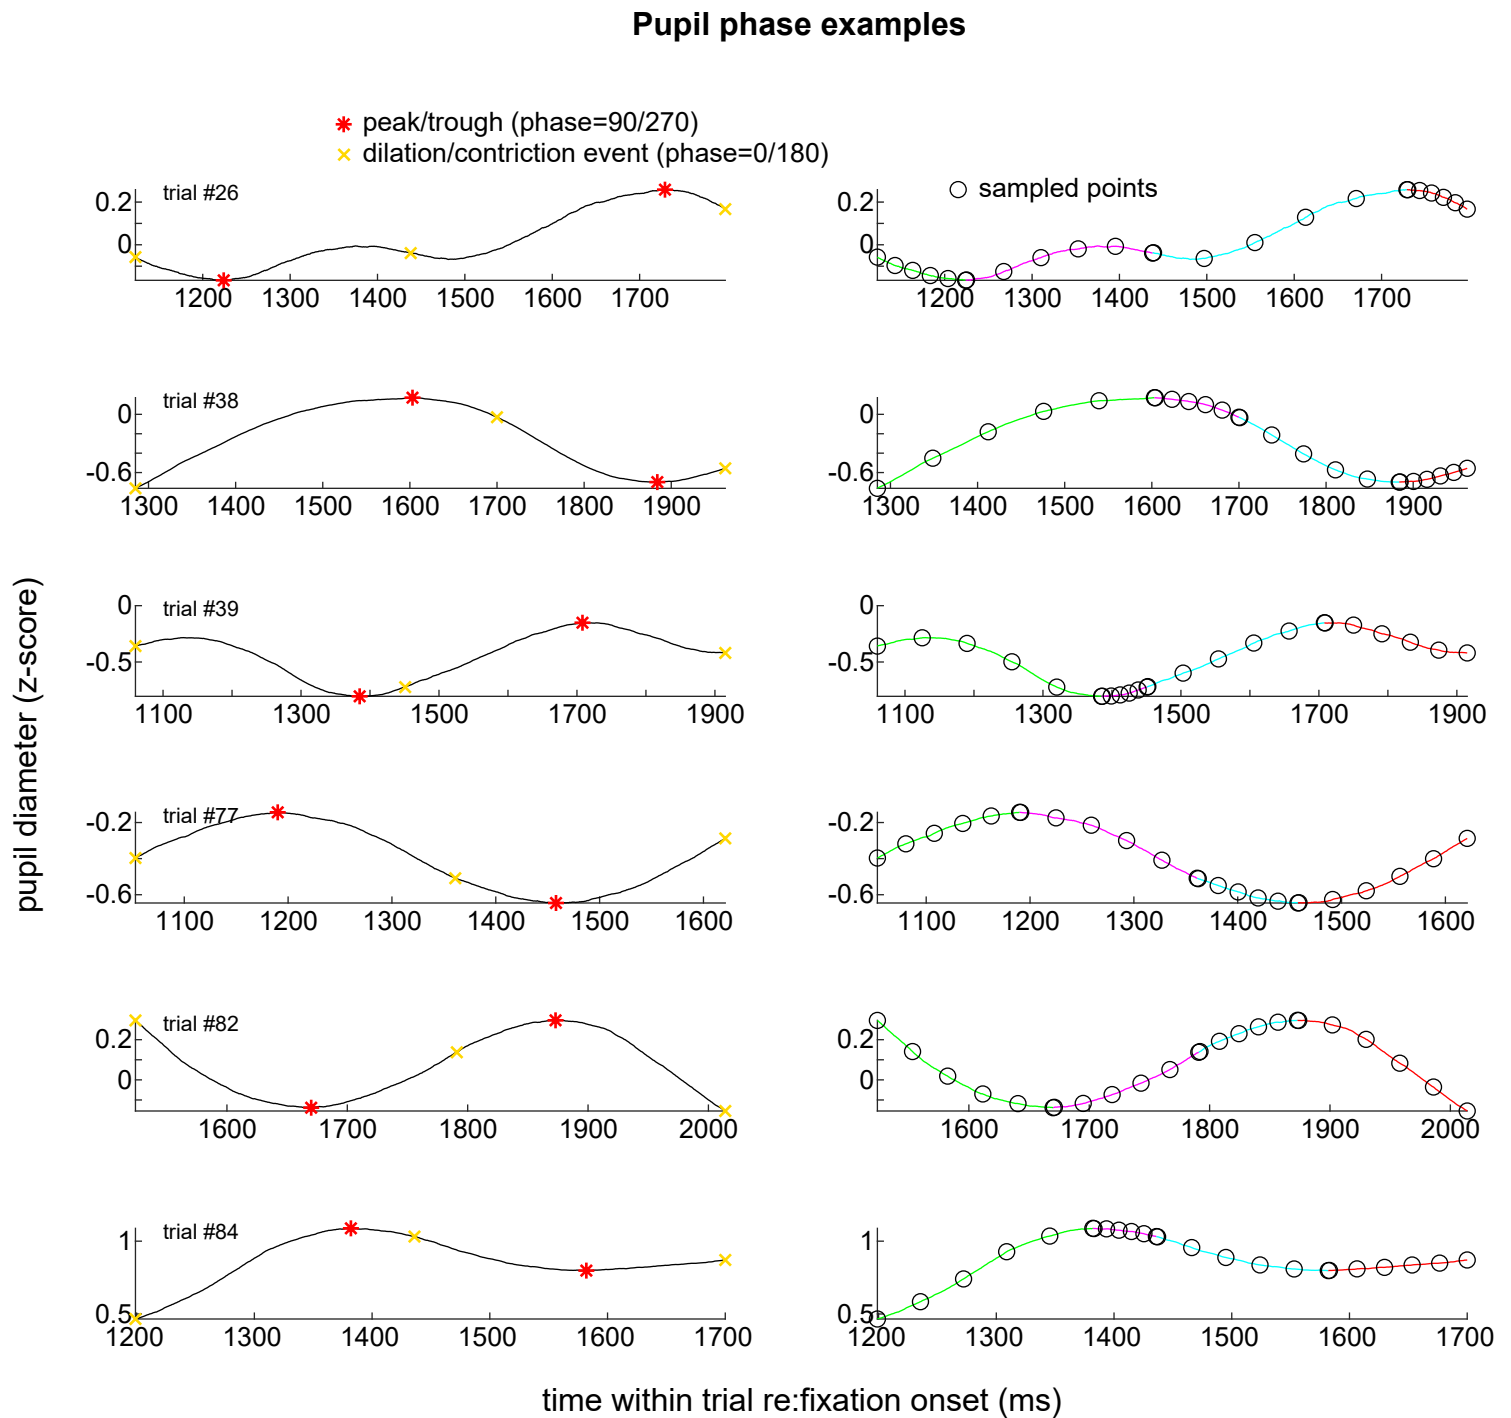 Pupil phase examples
peak/trough (phase=90/270)
dilation/contriction event (phase=0/180)
sampled points
pupil diameter (z-score)
trial #26
0.2
0
1200 1300 1400 1500 1600 1700
0.2
0
1200 1300 1400 1500 1600 1700
trial #38
0
-0.6
1300 1400 1500 1600 1700 1800 1900
0
-0.6
1300 1400 1500 1600 1700 1800 1900
trial #39
0
-0.5
1100 1300 1500 1700 1900
0
-0.5
1100 1300 1500 1700 1900
trial #77
-0.2
-0.6
1100 1200 1300 1400 1500 1600
-0.2
-0.6
1100 1200 1300 1400 1500 1600
trial #82
0.2
0
1600 1700 1800 1900 2000
0.2
0
1600 1700 1800 1900 2000
trial #84
1
0.5
1200 1300 1400 1500 1600 1700
1
0.5
1200 1300 1400 1500 1600 1700
time within trial re:fixation onset (ms)